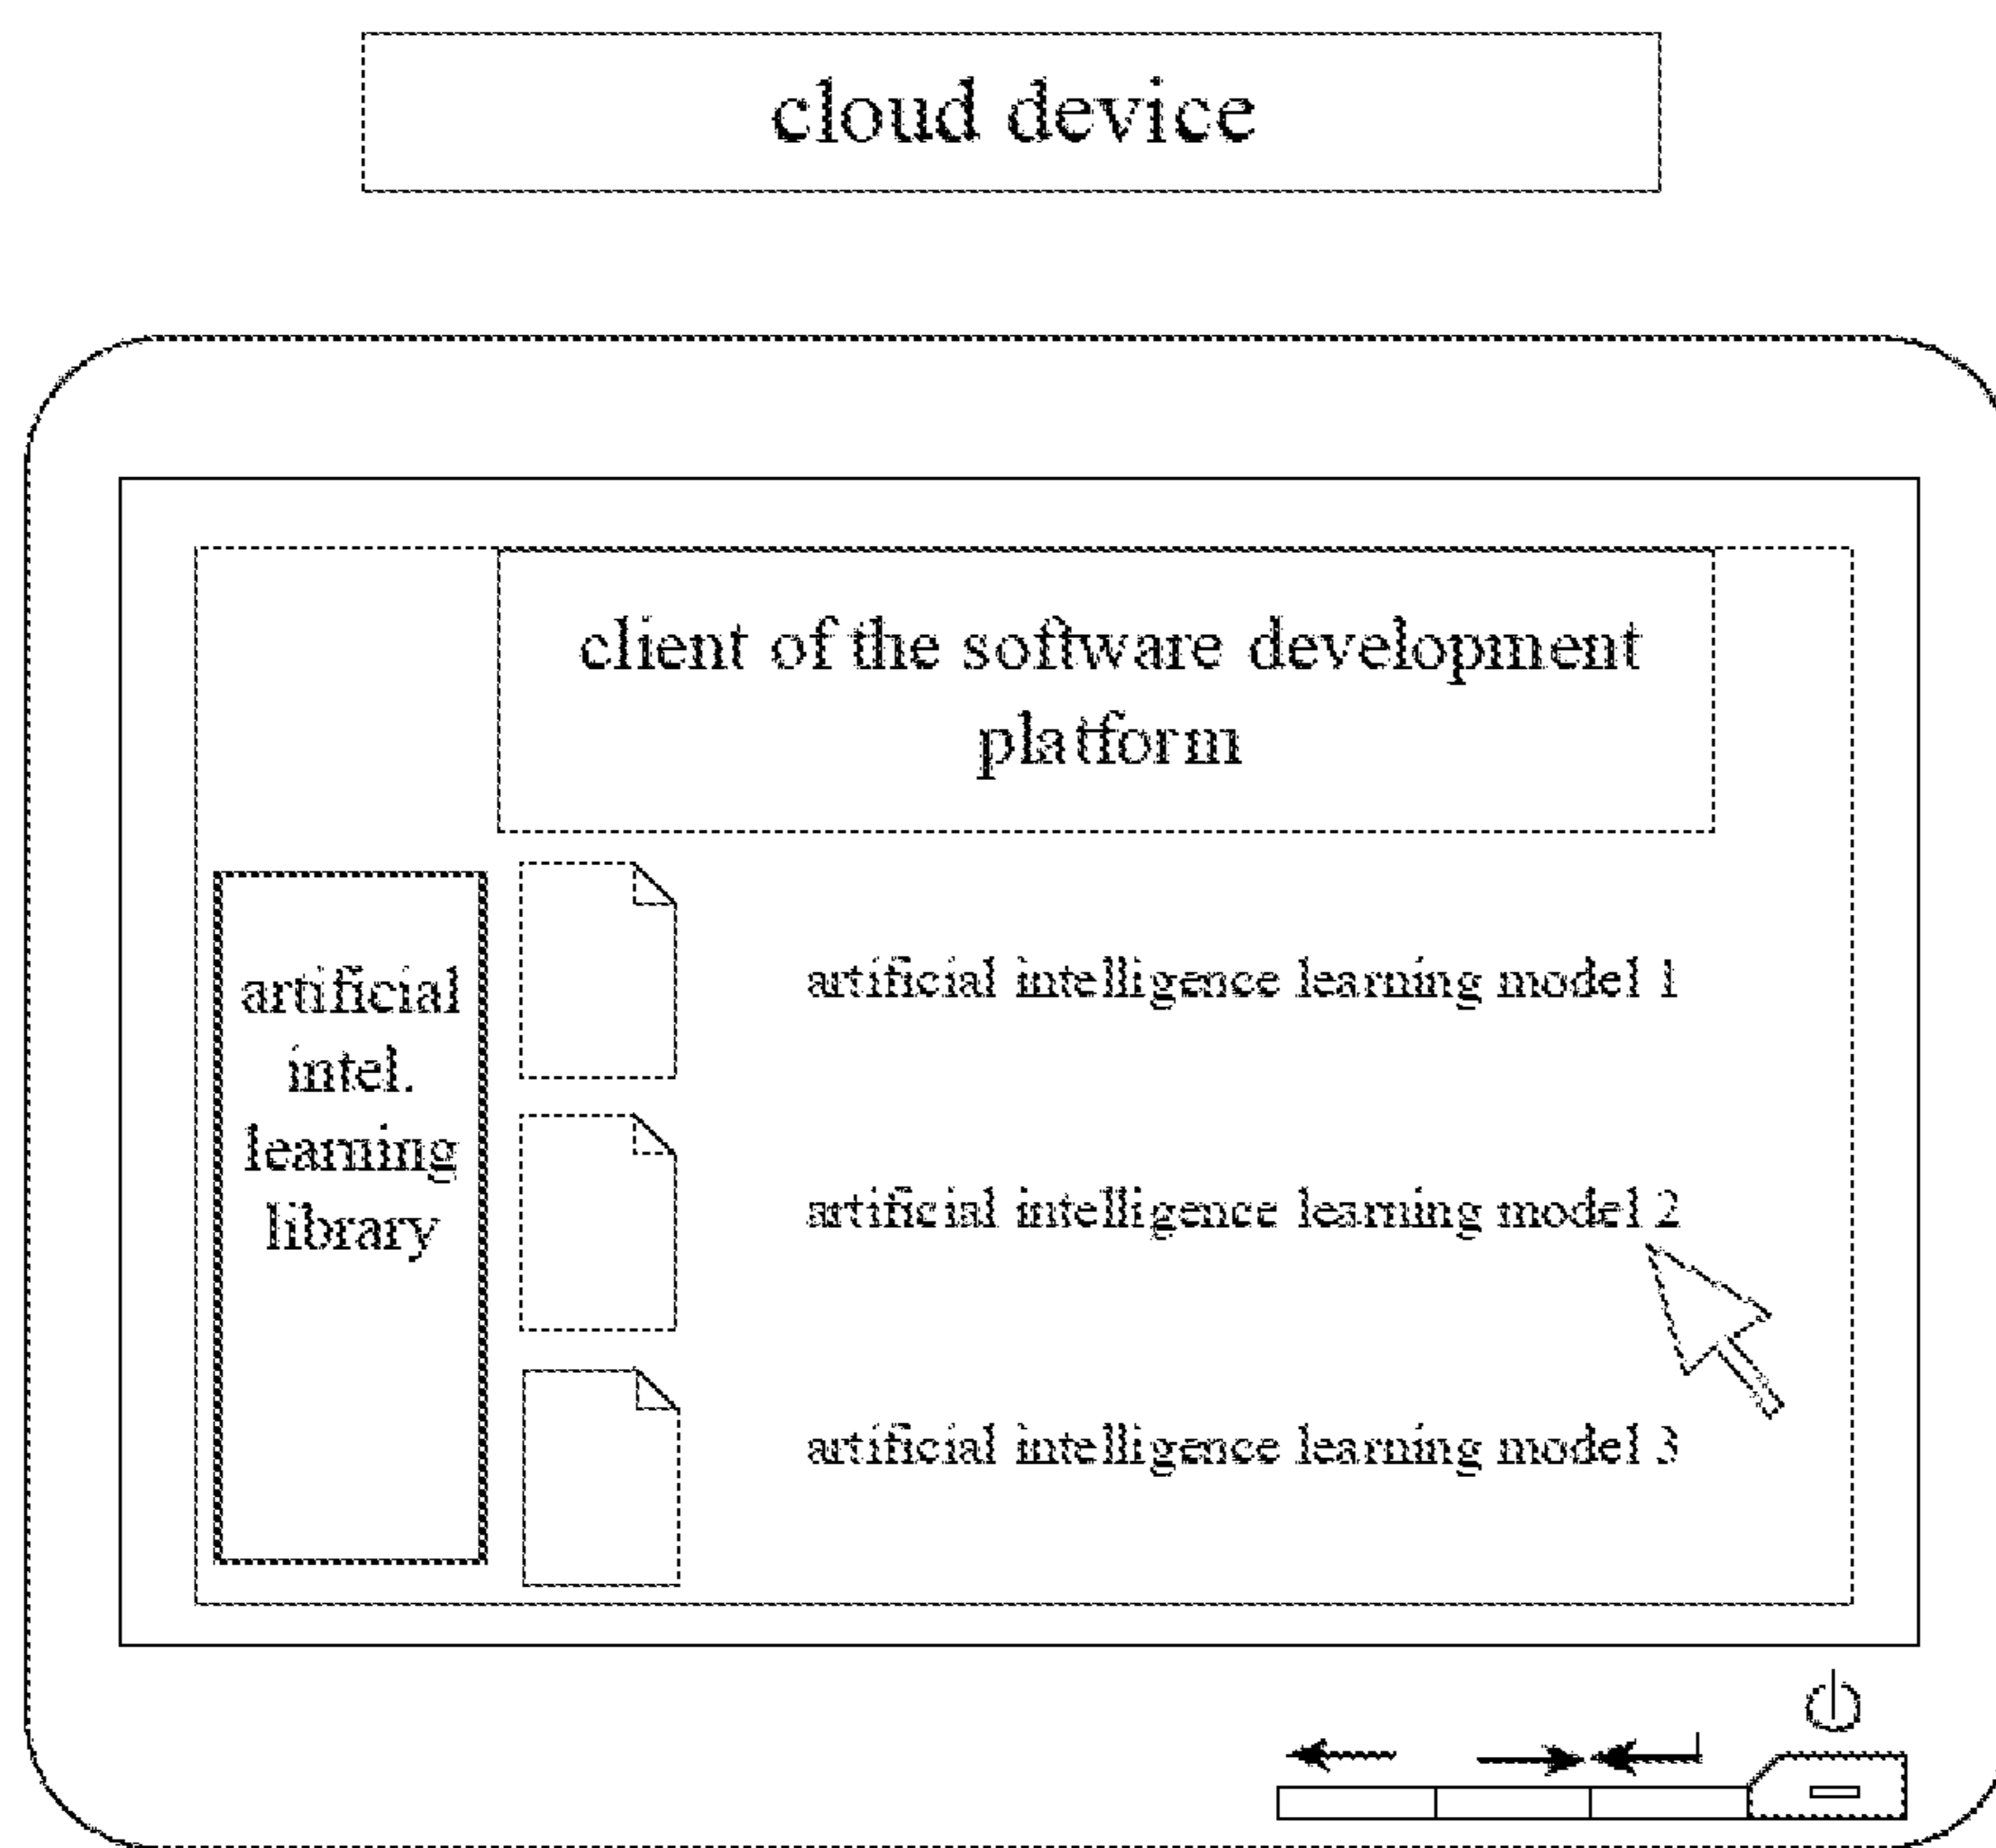 cloud device
client of the software development
platform
artificial
intel.
learning
library
artificial intelligence learning model 1
artificial intelligence learning model 2
artificial intelligence learning model 3